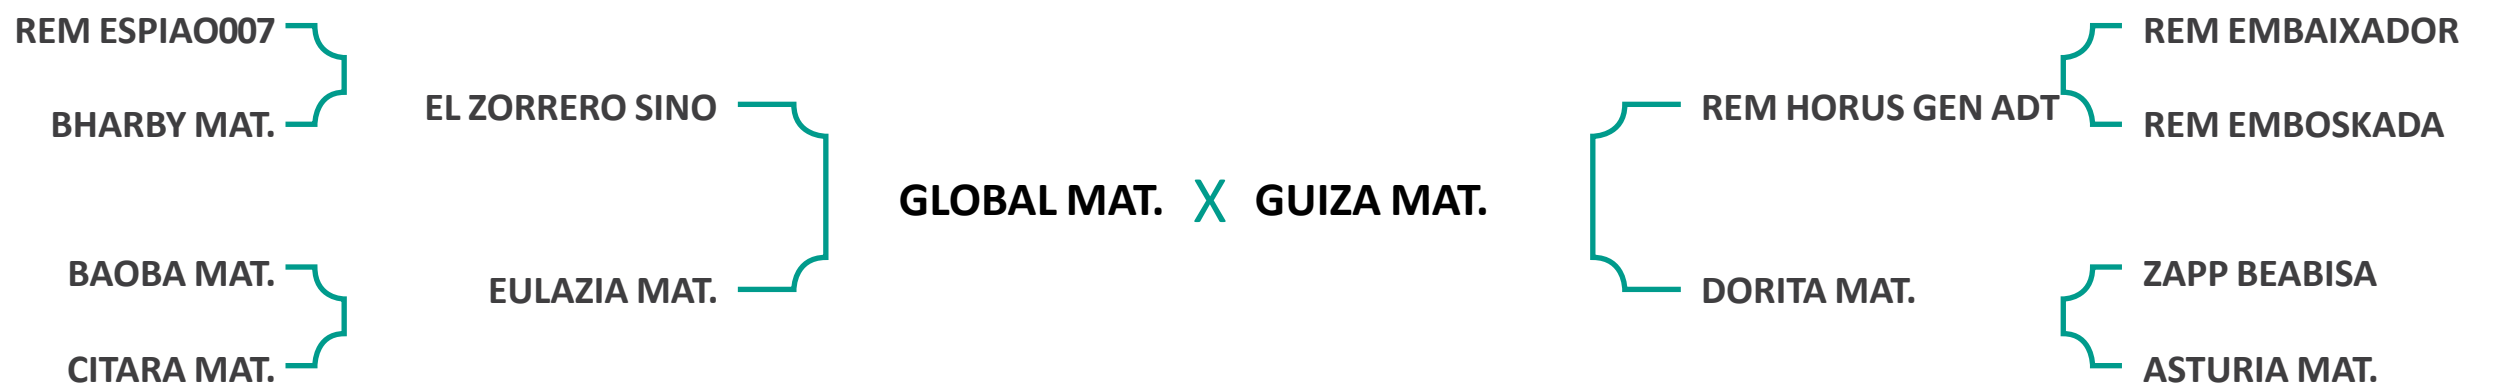 REM ESPIAO007
BHARBY MAT.
EL ZORRERO SINO
BAOBA MAT.
CITARA MAT.
EULAZIA MAT.
GLOBAL MAT. X GUIZA MAT.
REM HORUS GEN ADT
REM EMBAIXADOR
REM EMBOSKADA
DORITA MAT.
ZAPP BEABISA
ASTURIA MAT.